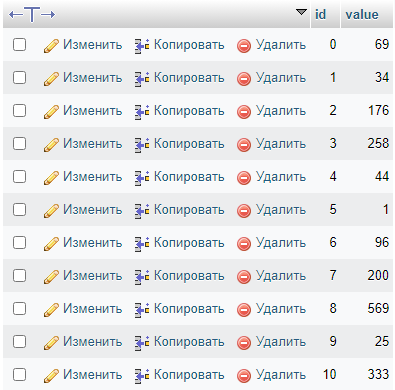 id value
Изменить Копировать Удалить 0 69
Изменить Копировать Удалить 1 34
Изменить Копировать Удалить 2 176
Изменить Копировать Удалить 3 258
Изменить Копировать Удалить 4 44
Изменить Копировать Удалить 5 1
Изменить Копировать Удалить 6 96
Изменить Копировать Удалить 7 200
Изменить Копировать Удалить 8 569
Изменить Копировать Удалить 9 25
Изменить Копировать Удалить 10 333